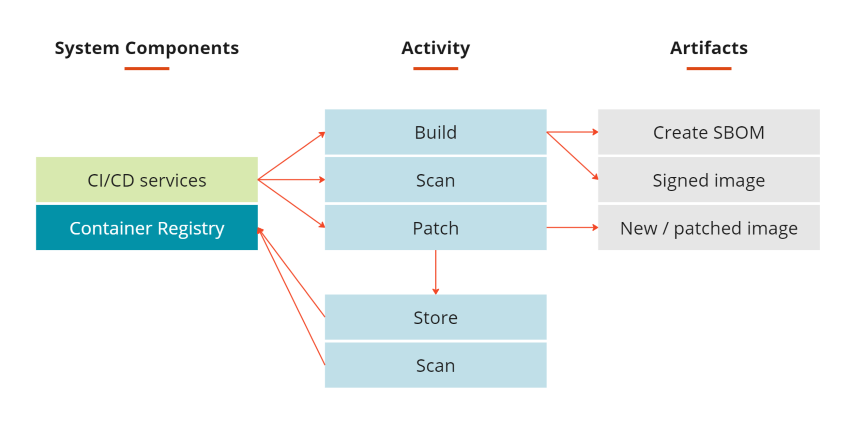 System Components
Activity
Artifacts
Build
Create SBOM
CI/CD services
Scan
Signed image
Container Registry
Patch
New / patched image
Store
Scan